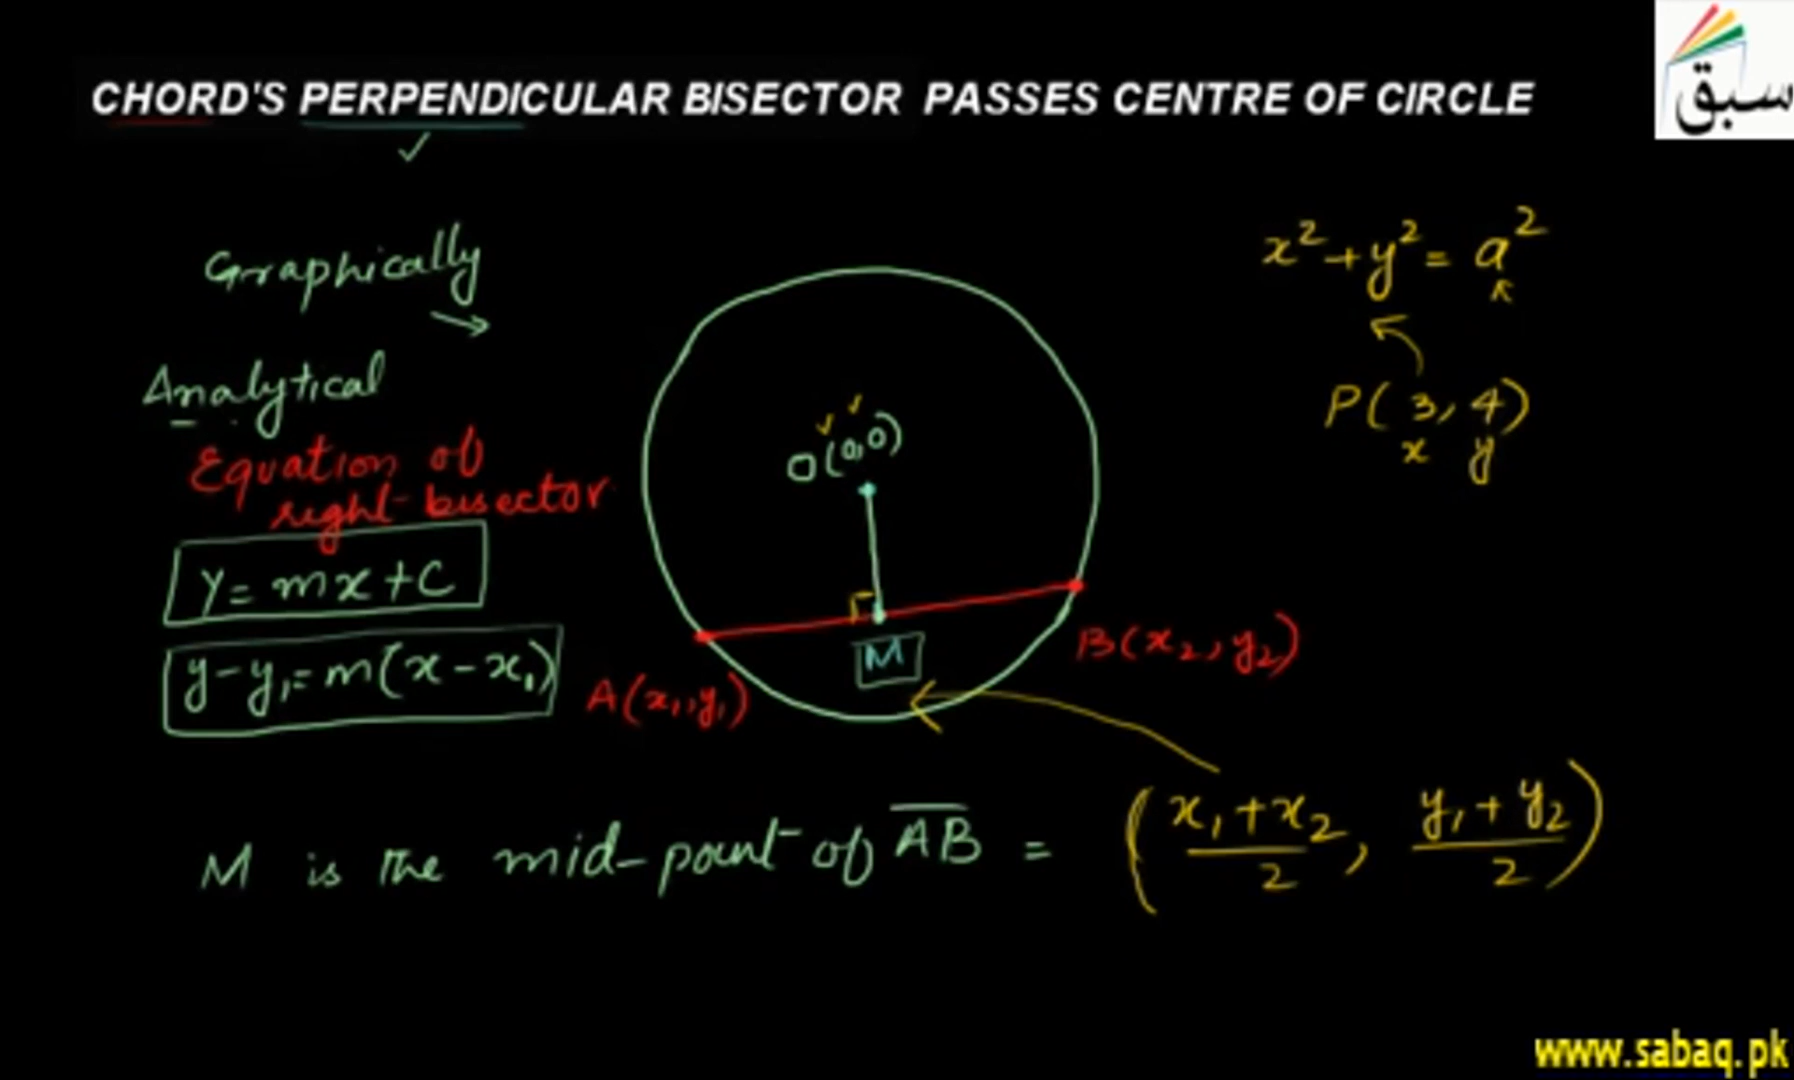 CHORD'S PERPENDICULAR BISECTOR PASSES CENTRE OF CIRCLE
سبق
Graphically
x² + y² = a²
Analytical
P(3, 4)
x y
O(0,0)
Equation of
right bisector
Y = mx + C
y - y₁ = m(x - x₁)
M
B(x₂, y₂)
A(x₁, y₁)
M is the mid-point of A̅B̅ = (x₁ + x₂/2, y₁ + y₂/2)
www.sabaq.pk